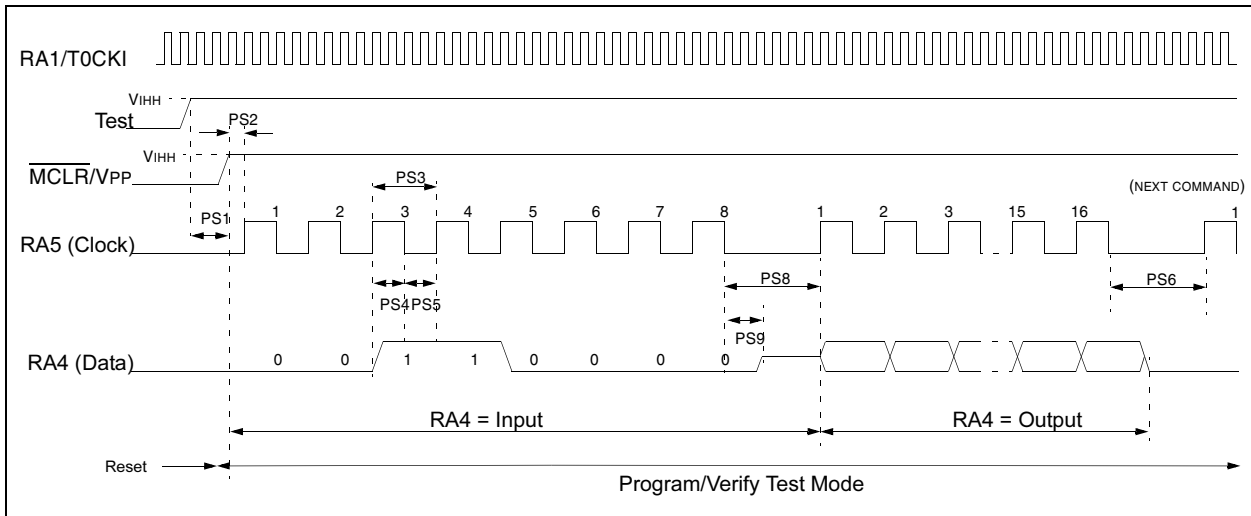 RA1/T0CKI
VIHH
Test
PS2
VIHH
MCLR/VPP
PS3
(NEXT COMMAND)
PS1
1 2 3 4 5 6 7 8 1 2 3 15 16 1
RA5 (Clock)
PS8
PS6
PS4 PS5
PS9
RA4 (Data)
0 0 1 1 0 0 0 0
RA4 = Input
RA4 = Output
Reset
Program/Verify Test Mode